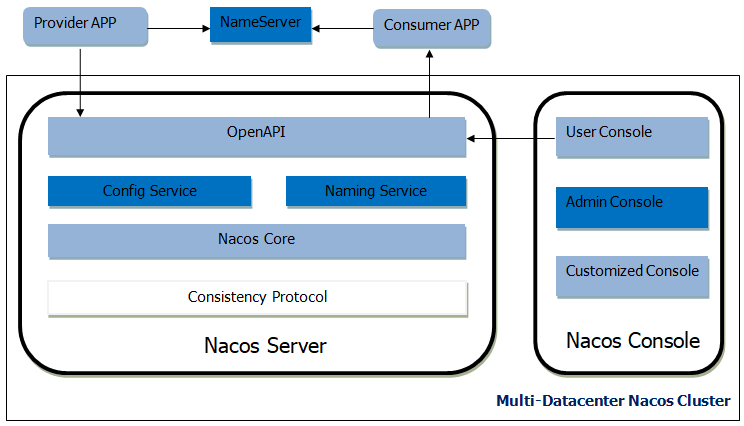 Provider APP
NameServer
Consumer APP
OpenAPI
User Console
Config Service
Naming Service
Admin Console
Nacos Core
Customized Console
Consistency Protocol
Nacos Server
Nacos Console
Multi-Datacenter Nacos Cluster